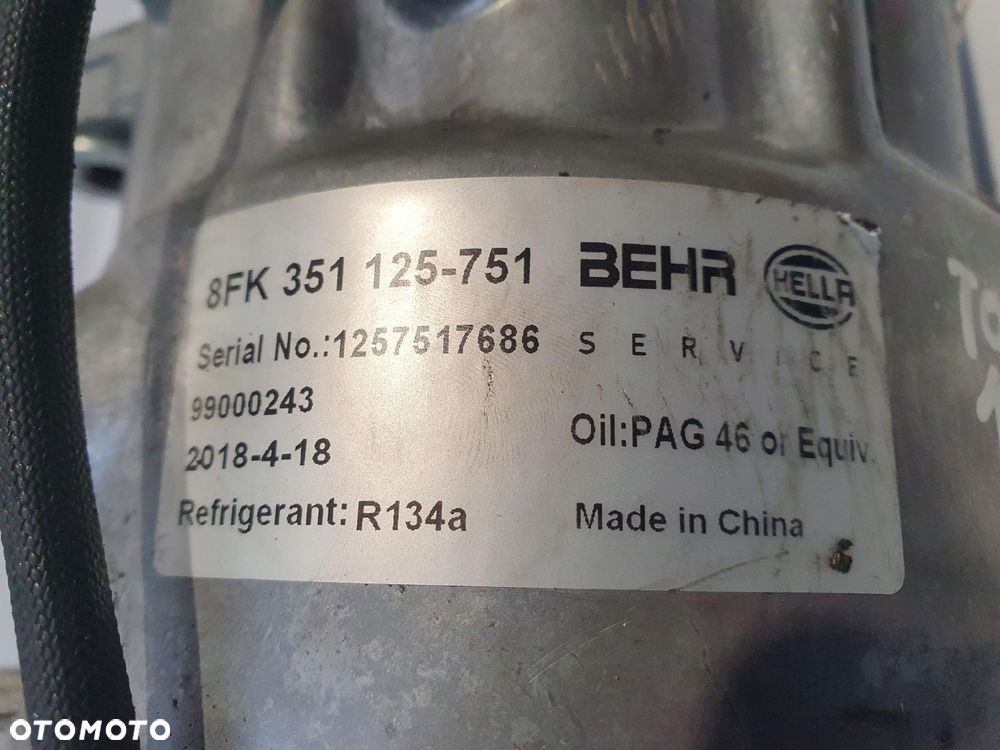 8FK 351 125-751 BEHR HELLA
Serial No.:1257517686 SERVICE
99000243
2018-4-18 Oil:PAG 46 or Equiv.
Refrigerant: R134a Made in China
OTOMOTO